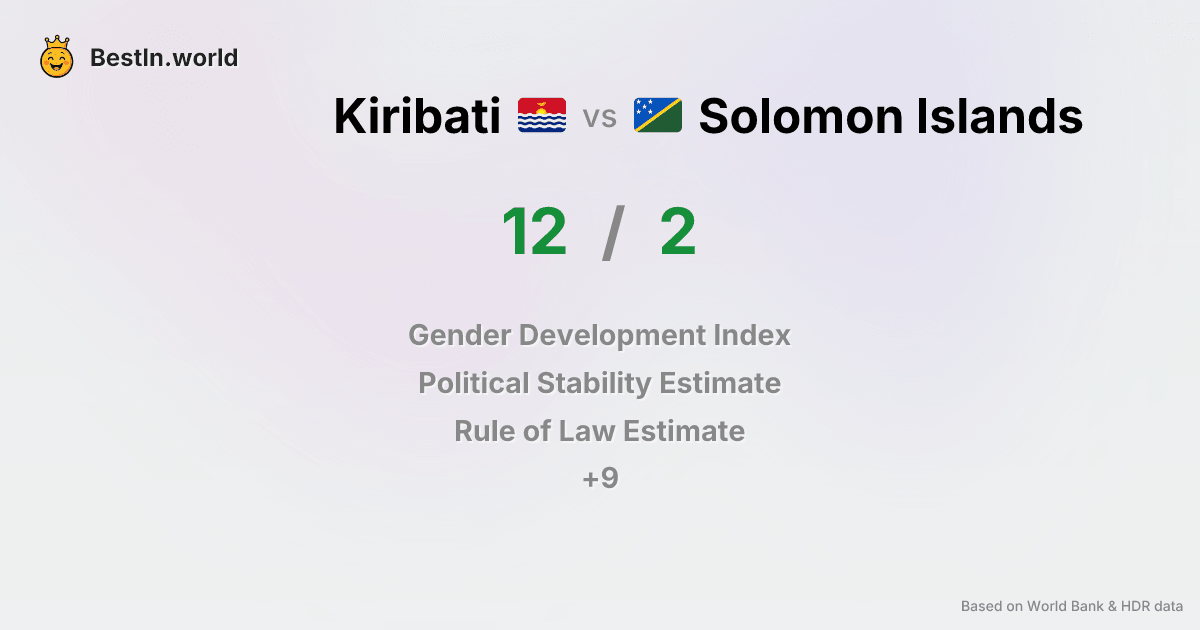 BestIn.world
Kiribati vs Solomon Islands
12 / 2
Gender Development Index
Political Stability Estimate
Rule of Law Estimate
+9
Based on World Bank & HDR data